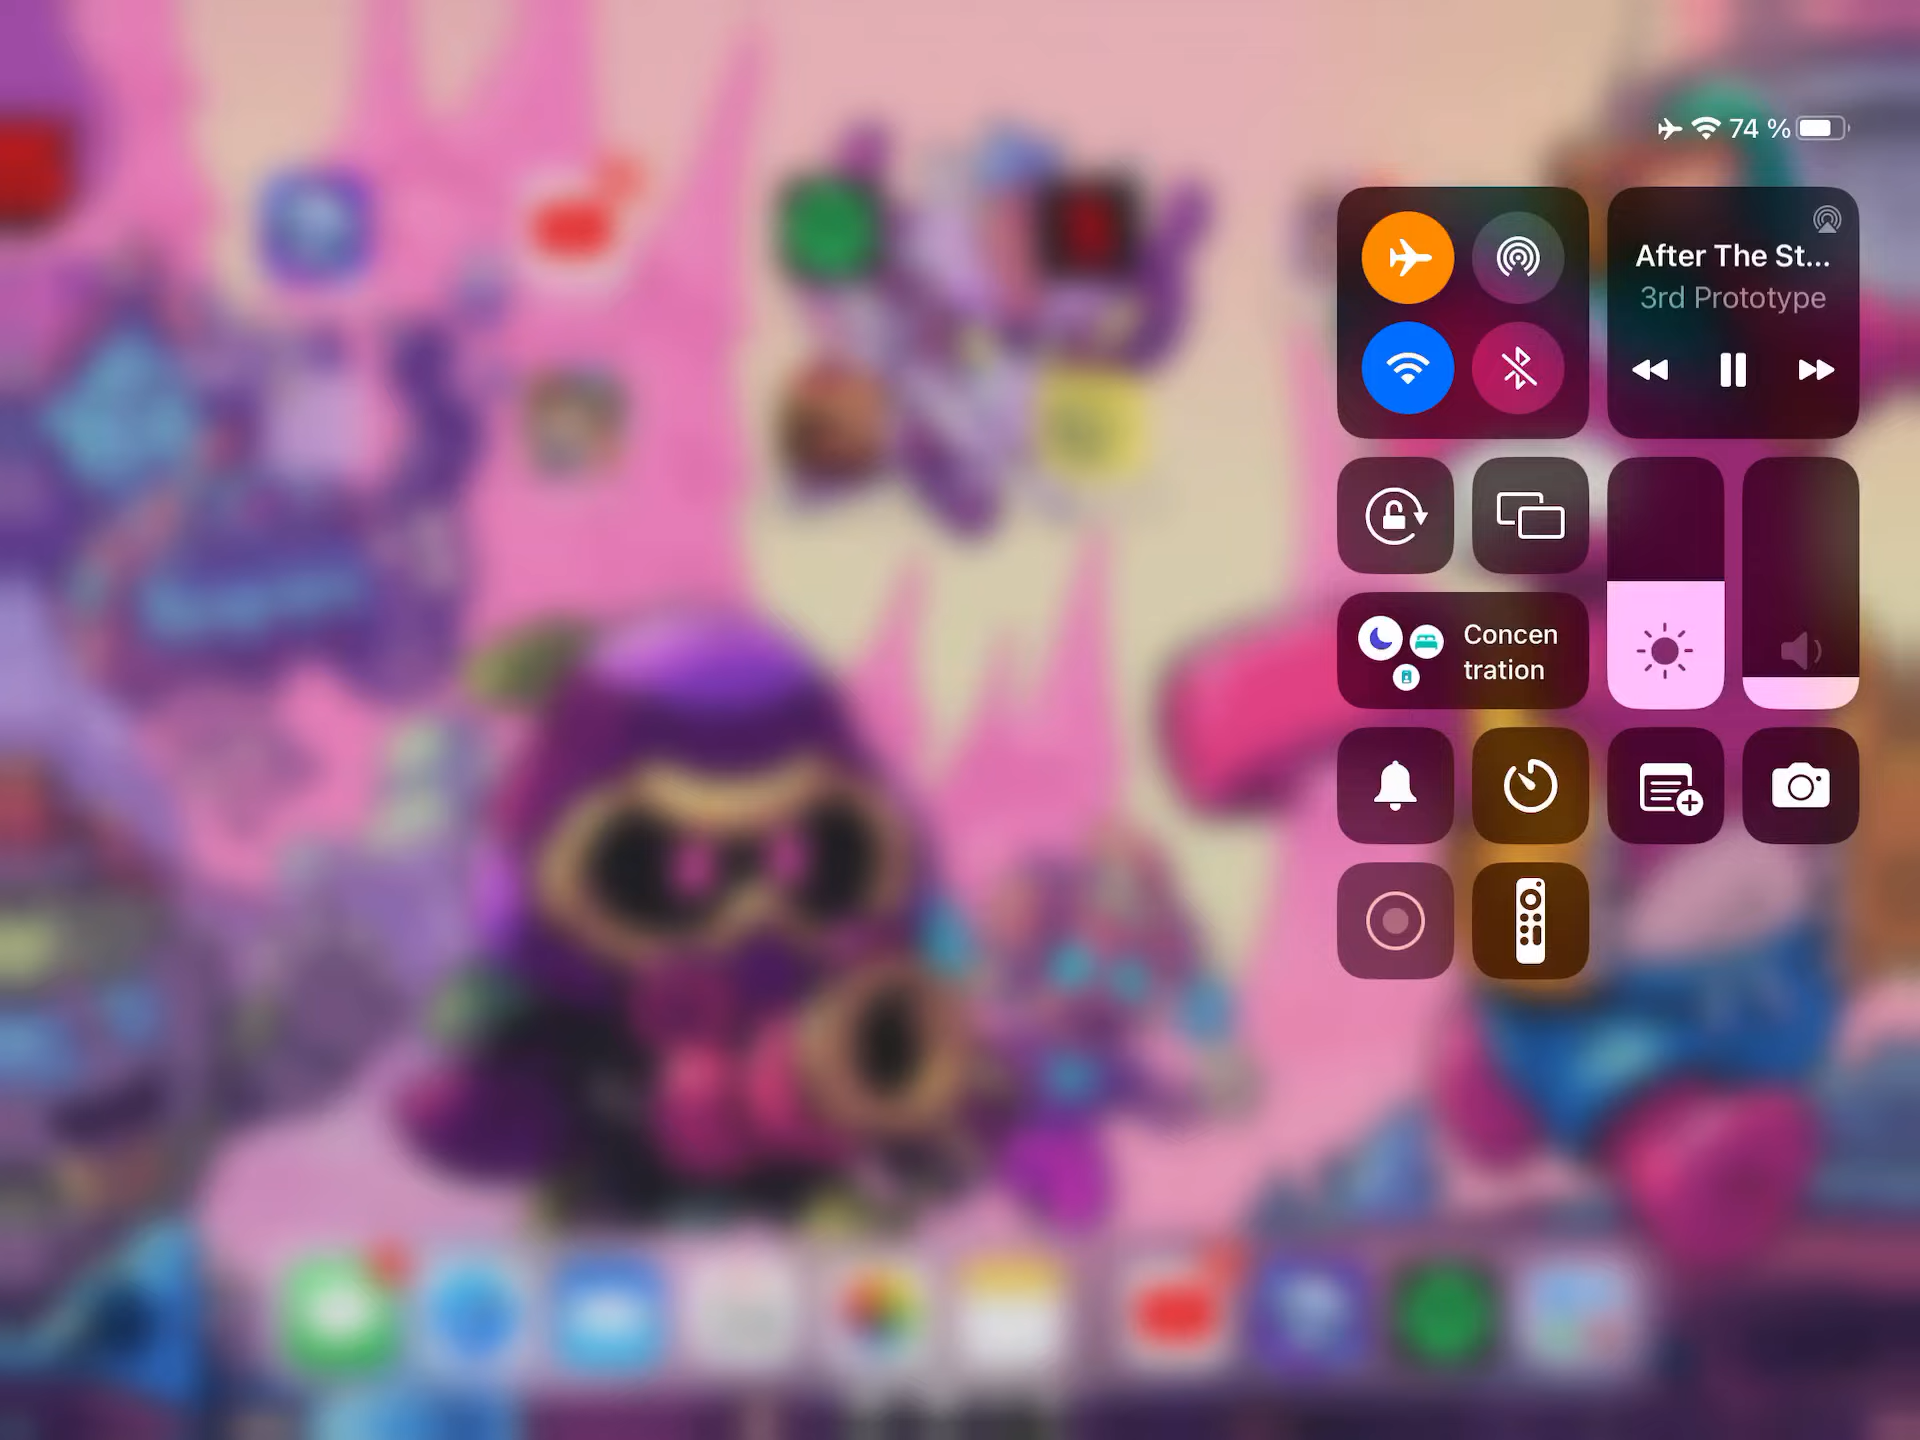 74 %
After The St...
3rd Prototype
Concen
tration